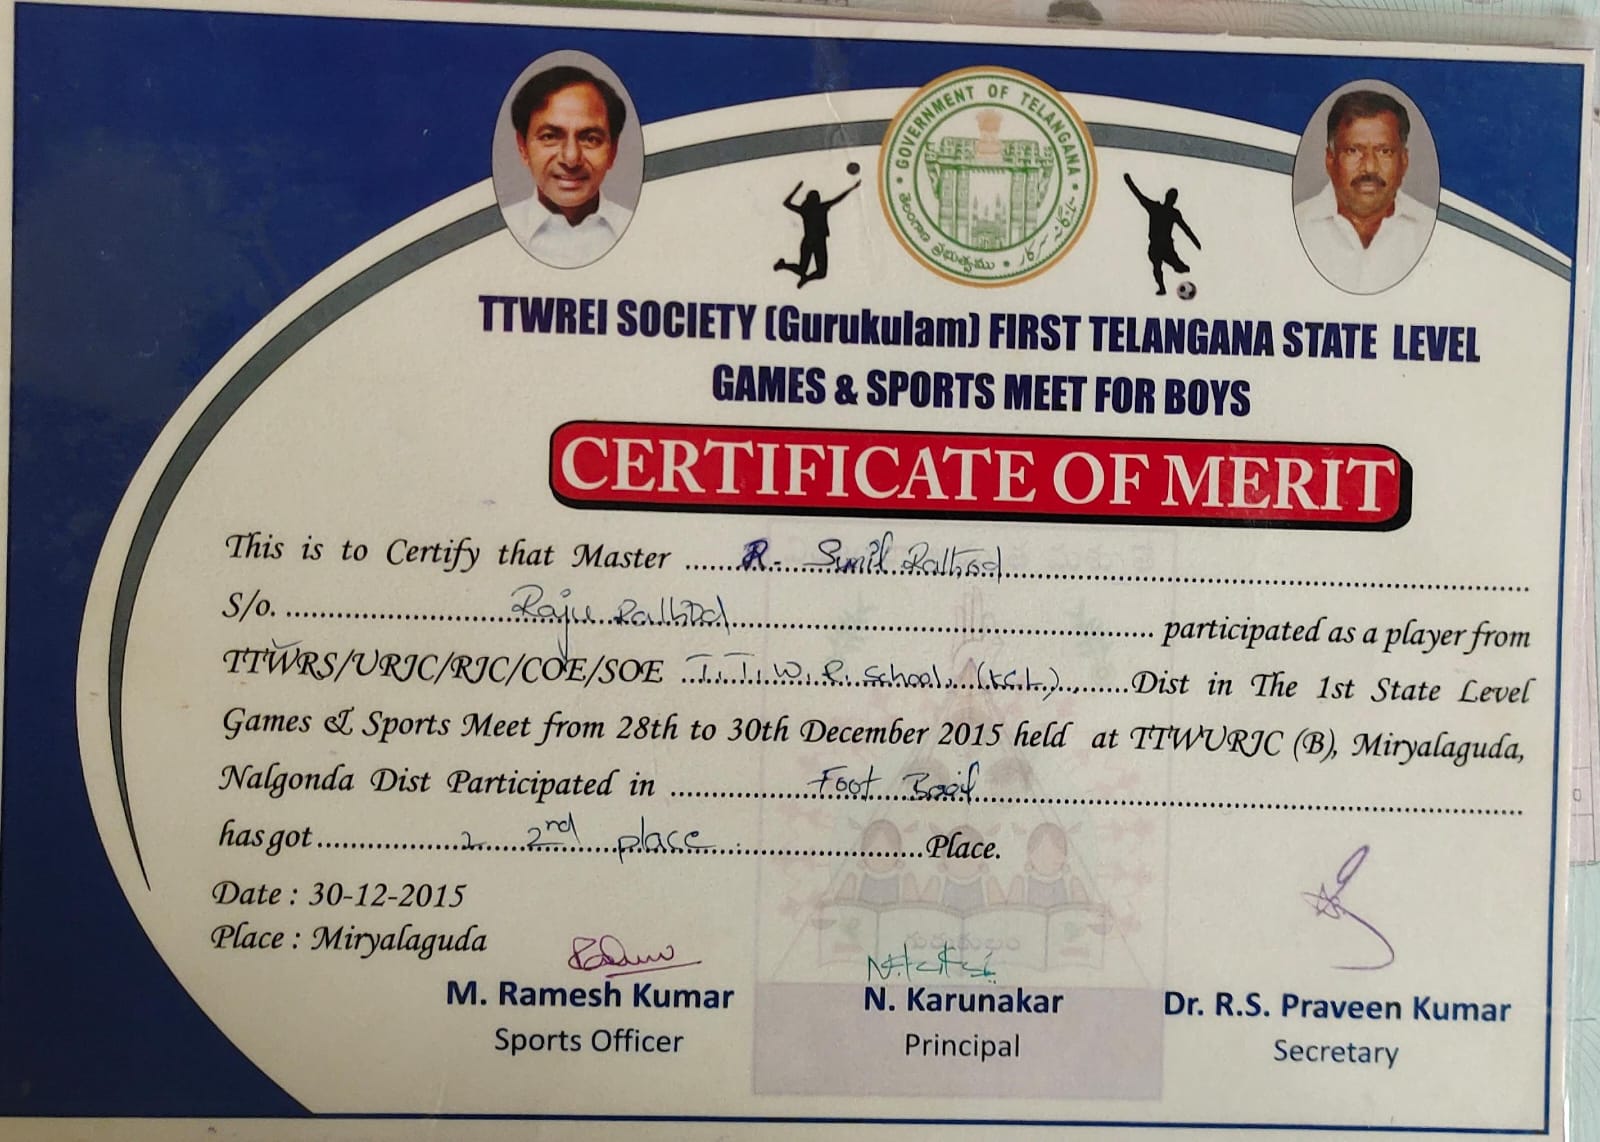 GOVERNMENT OF TELANGANA
తెలంగాణ ప్రభుత్వము
TTWREI SOCIETY (Gurukulam) FIRST TELANGANA STATE LEVEL
GAMES & SPORTS MEET FOR BOYS
CERTIFICATE OF MERIT
This is to Certify that Master ...... R. Sunil Rathod ......
S/o. ...... Raju Rathod ...... participated as a player from
TTWRS/URJC/RJC/COE/SOE ... T.T.W.R. School, (KGL) ...... Dist in The 1st State Level
Games & Sports Meet from 28th to 30th December 2015 held at TTWURJC (B), Miryalaguda,
Nalgonda Dist Participated in ...... Foot Ball ......
has got ...... 2nd place ...... Place.
Date : 30-12-2015
Place : Miryalaguda
గురుకులం
M. Ramesh Kumar
Sports Officer
N. Karunakar
Principal
Dr. R.S. Praveen Kumar
Secretary